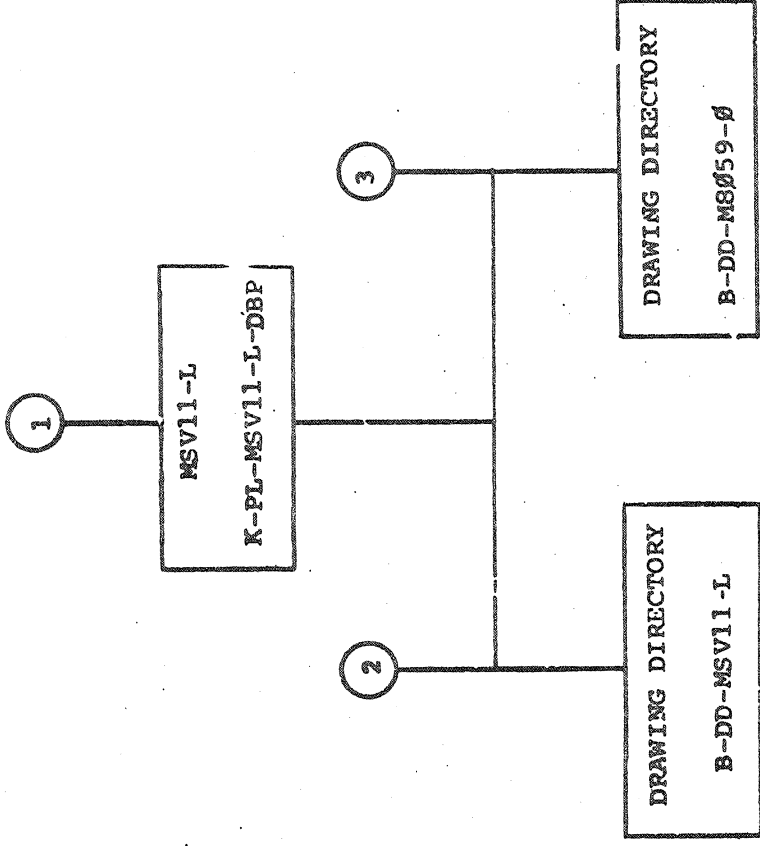 1
MSV11-L
K-PL-MSV11-L-DBP
2
3
DRAWING DIRECTORY
B-DD-MSV11-L
DRAWING DIRECTORY
B-DD-M8Ø59-Ø